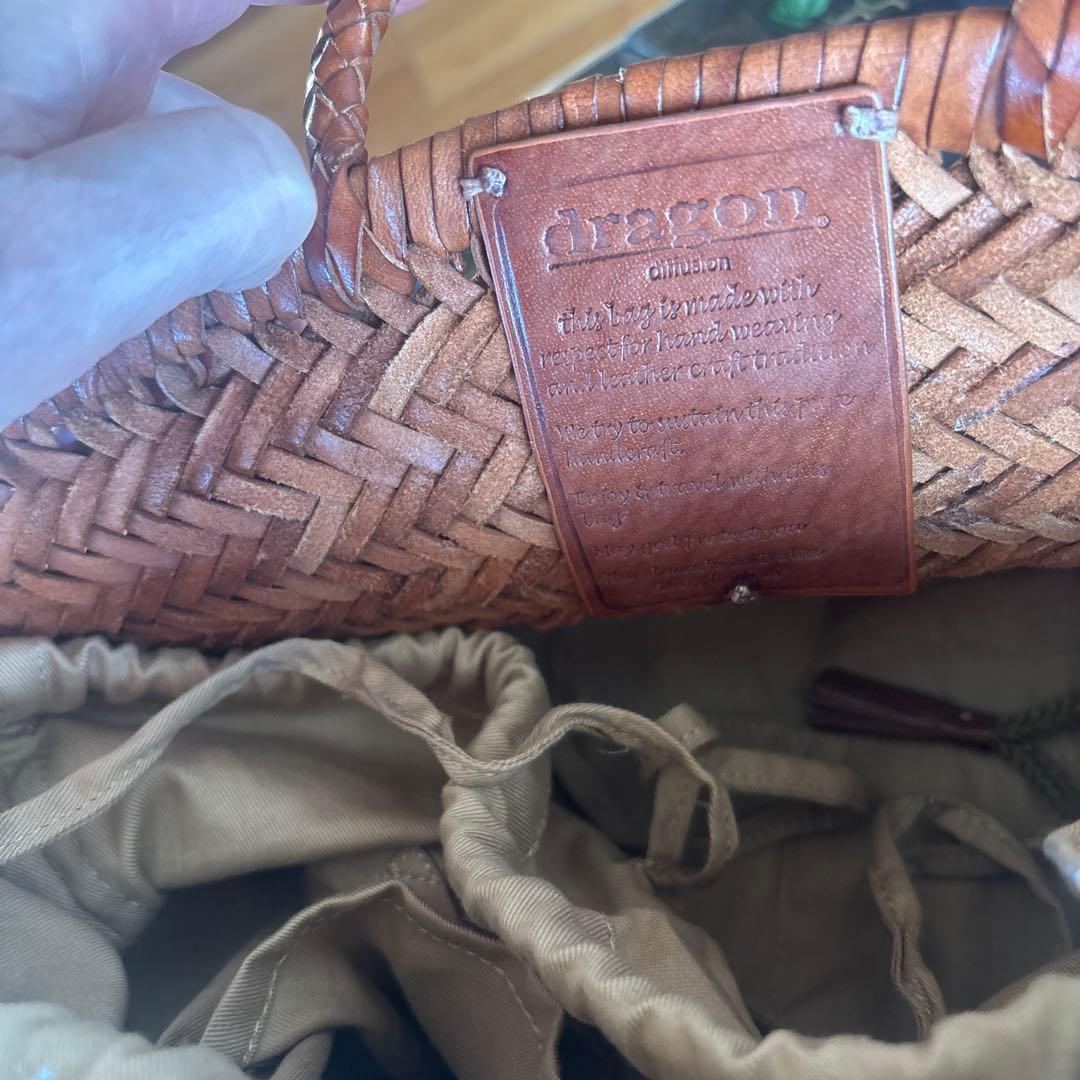 dragon.
diffusion
this bag is made with
respect for hand weaving
and leather craft tradition
We try to sustain this pure
handcraft.
Enjoy & travel with this
bag
May god protect you